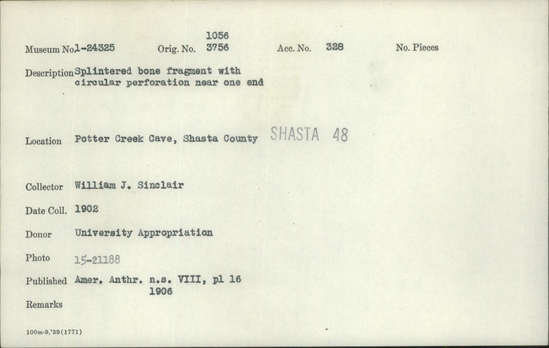 1056
Museum No. 1-24325 Orig. No. 3756 Acc. No. 328 No. Pieces
Description Splintered bone fragment with
circular perforation near one end
Location Potter Creek Cave, Shasta County SHASTA 48
Collector William J. Sinclair
Date Coll. 1902
Donor University Appropriation
Photo 15-21188
Published Amer. Anthr. n.s. VIII, pl 16
1906
Remarks
100m-9,'39(1771)